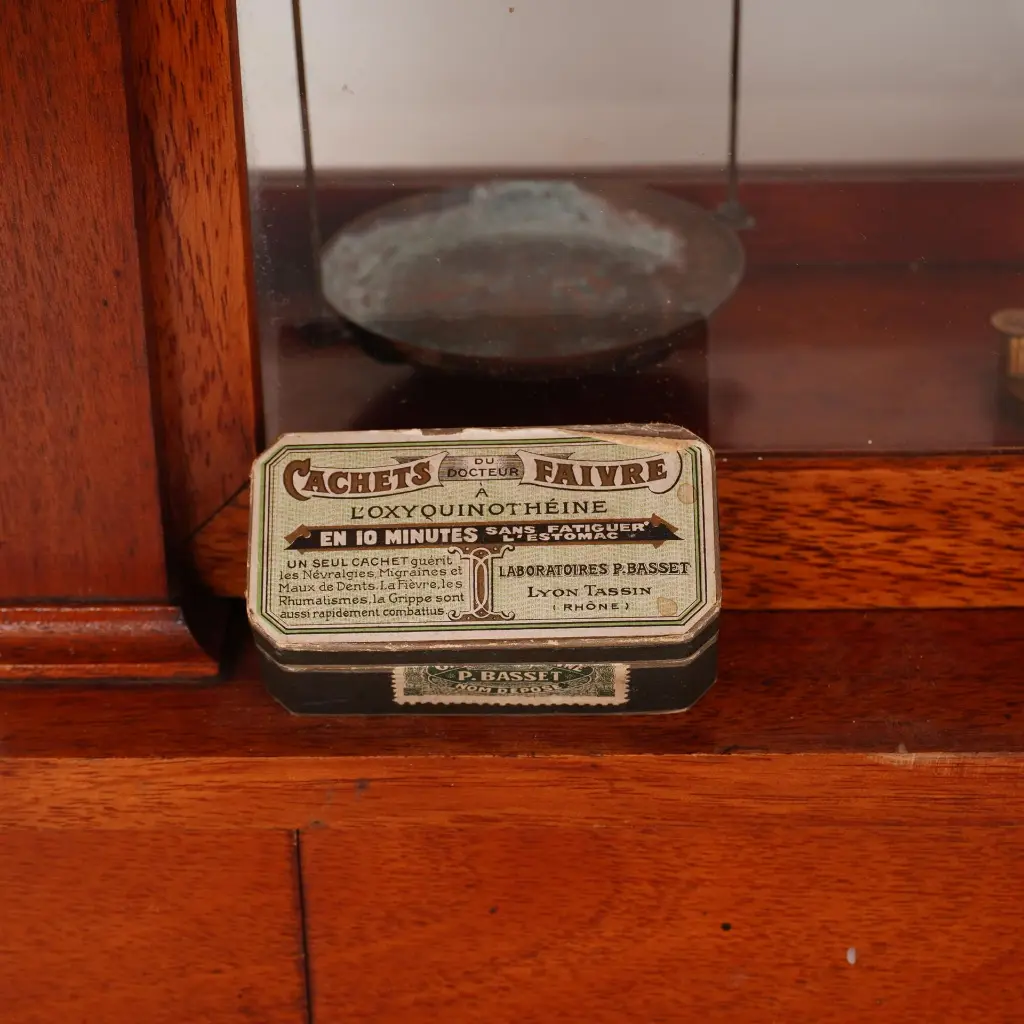 CACHETS DU DOCTEUR FAIVRE
À
L'OXYQUINOTHÉINE
EN 10 MINUTES SANS FATIGUER L'ESTOMAC
UN SEUL CACHET guérit
les Névralgies, Migraines et
Maux de Dents. La Fièvre, les
Rhumatismes, la Grippe sont
aussi rapidement combattus
LABORATOIRES P. BASSET
LYON TASSIN
(RHÔNE)
P. BASSET
NOM DÉPOSÉ